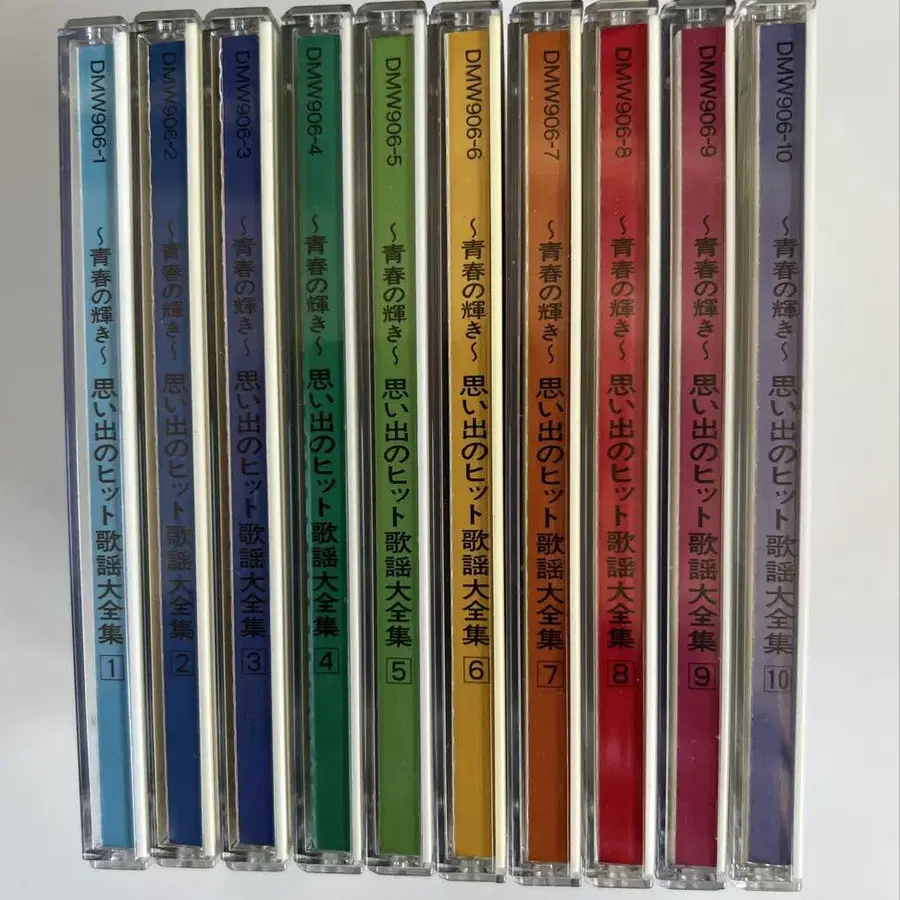 DMW906-1 ～青春の輝き～ 思い出のヒット歌謡大全集 1
DMW906-2 ～青春の輝き～ 思い出のヒット歌謡大全集 2
DMW906-3 ～青春の輝き～ 思い出のヒット歌謡大全集 3
DMW906-4 ～青春の輝き～ 思い出のヒット歌謡大全集 4
DMW906-5 ～青春の輝き～ 思い出のヒット歌謡大全集 5
DMW906-6 ～青春の輝き～ 思い出のヒット歌謡大全集 6
DMW906-7 ～青春の輝き～ 思い出のヒット歌謡大全集 7
DMW906-8 ～青春の輝き～ 思い出のヒット歌謡大全集 8
DMW906-9 ～青春の輝き～ 思い出のヒット歌謡大全集 9
DMW906-10 ～青春の輝き～ 思い出のヒット歌謡大全集 10